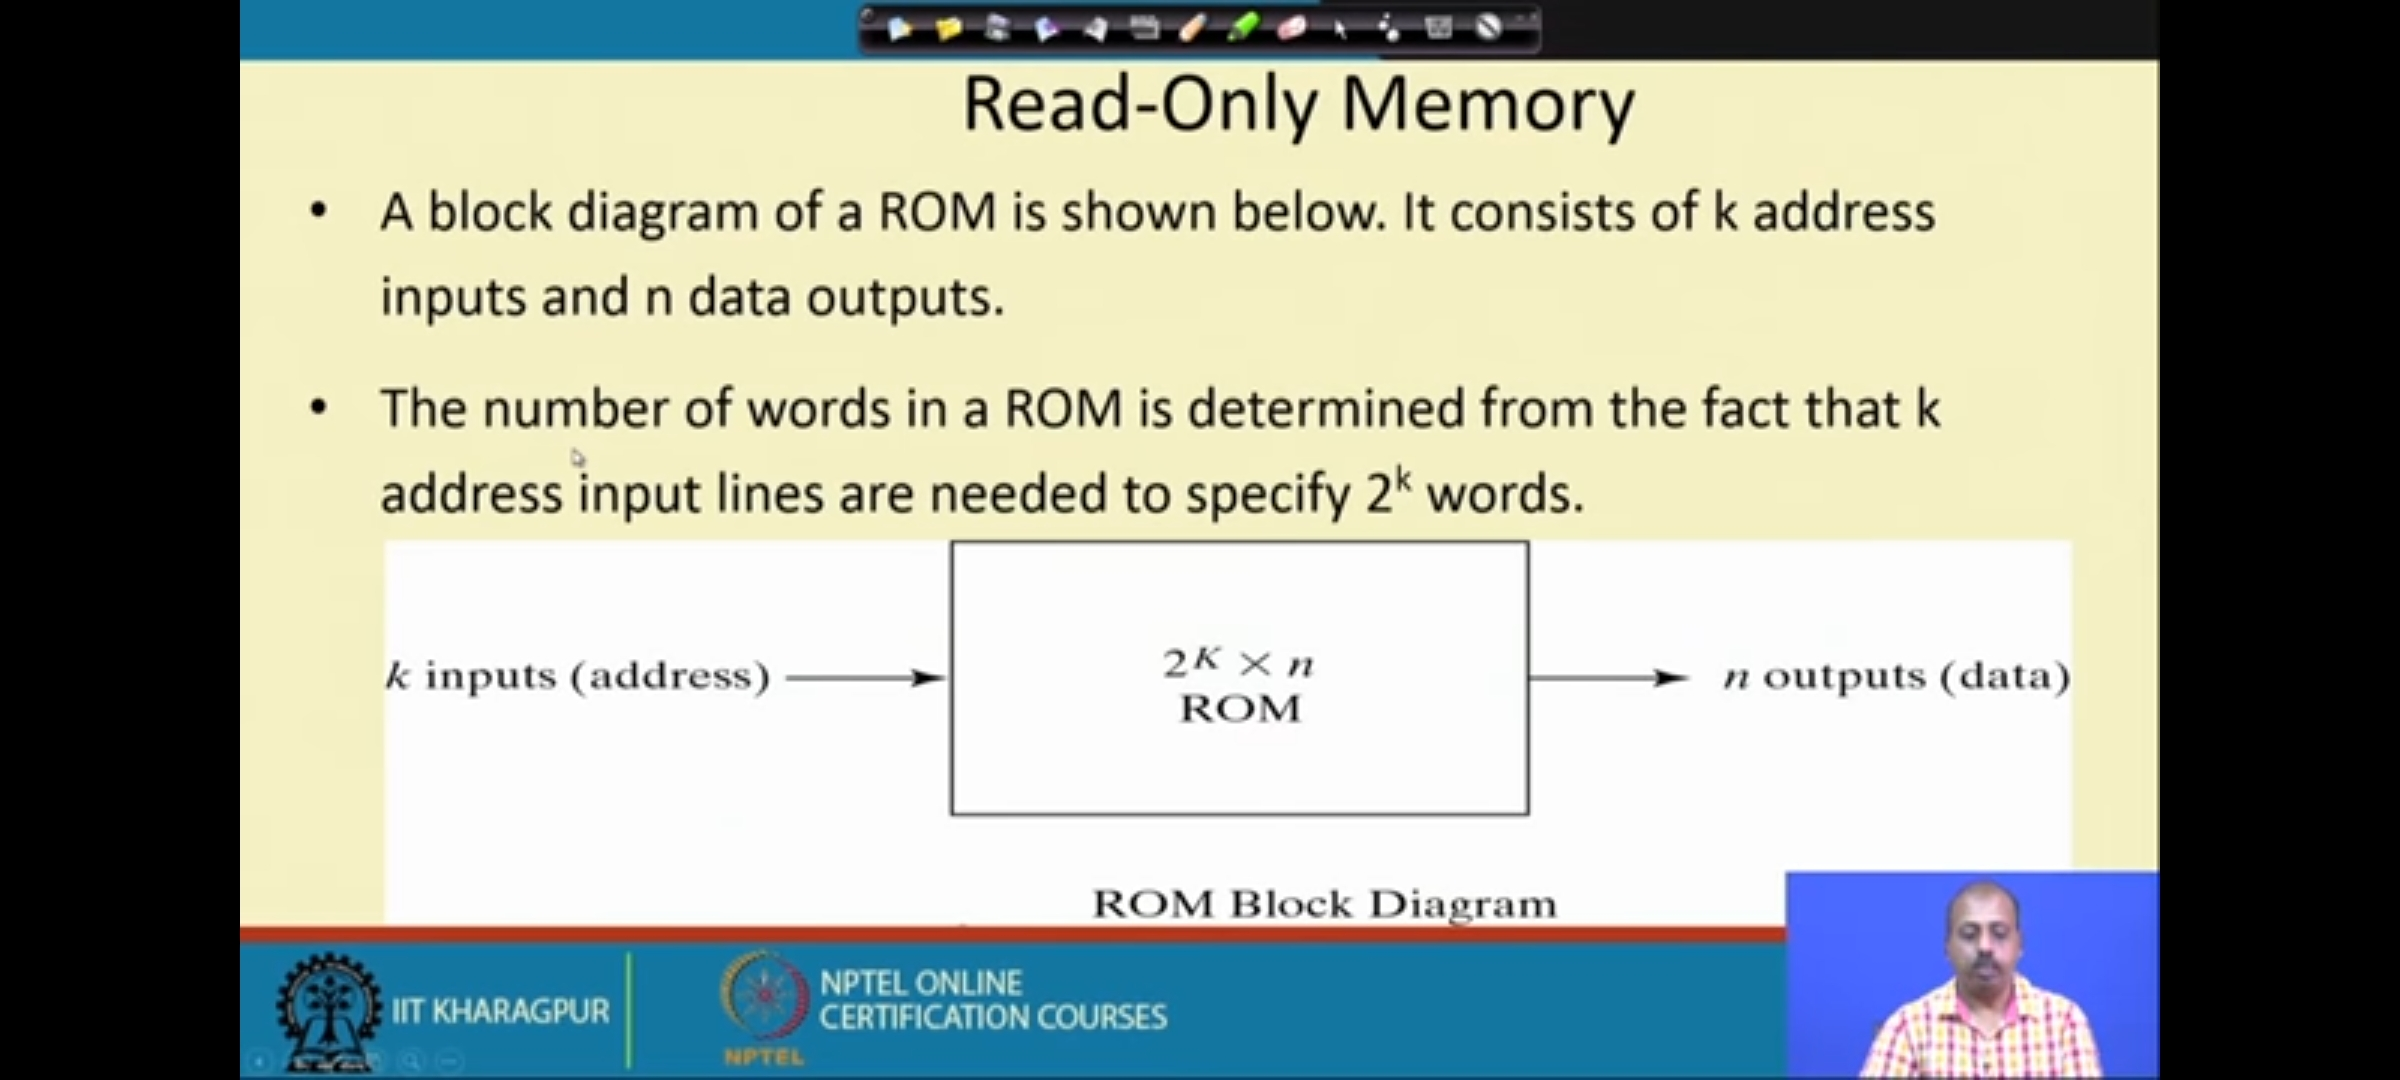 Read-Only Memory
• A block diagram of a ROM is shown below. It consists of k address
inputs and n data outputs.
• The number of words in a ROM is determined from the fact that k
address input lines are needed to specify 2ᵏ words.
k inputs (address)
2ᴷ × n
ROM
n outputs (data)
ROM Block Diagram
IIT KHARAGPUR
NPTEL
NPTEL ONLINE
CERTIFICATION COURSES